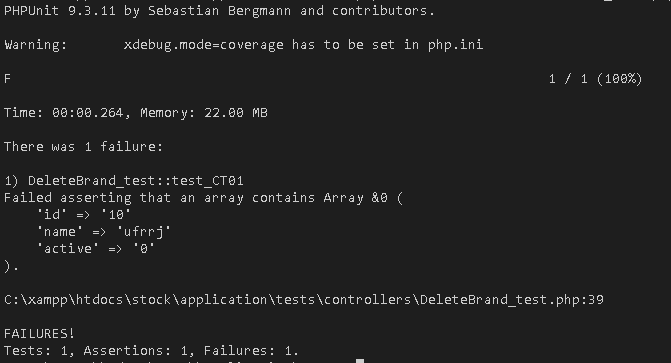 PHPUnit 9.3.11 by Sebastian Bergmann and contributors.
Warning:       xdebug.mode=coverage has to be set in php.ini
F                                                                   1 / 1 (100%)
Time: 00:00.264, Memory: 22.00 MB
There was 1 failure:
1) DeleteBrand_test::test_CT01
Failed asserting that an array contains Array &0 (
    'id' => '10'
    'name' => 'ufrrj'
    'active' => '0'
).
C:\xampp\htdocs\stock\application\tests\controllers\DeleteBrand_test.php:39
FAILURES!
Tests: 1, Assertions: 1, Failures: 1.